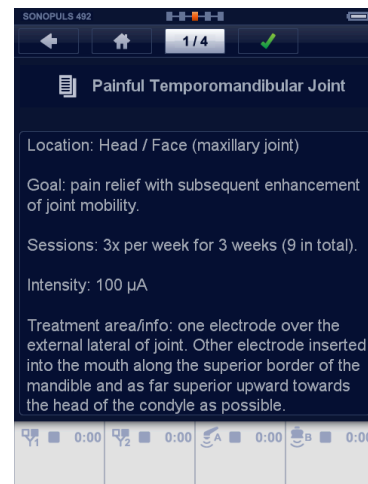 SONOPULS 492
1/4
Painful Temporomandibular Joint
Location: Head / Face (maxillary joint)
Goal: pain relief with subsequent enhancement
of joint mobility.
Sessions: 3x per week for 3 weeks (9 in total).
Intensity: 100 µA
Treatment area/info: one electrode over the
external lateral of joint. Other electrode inserted
into the mouth along the superior border of the
mandible and as far superior upward towards
the head of the condyle as possible.
1 0:00 2 0:00 A 0:00 B 0:00